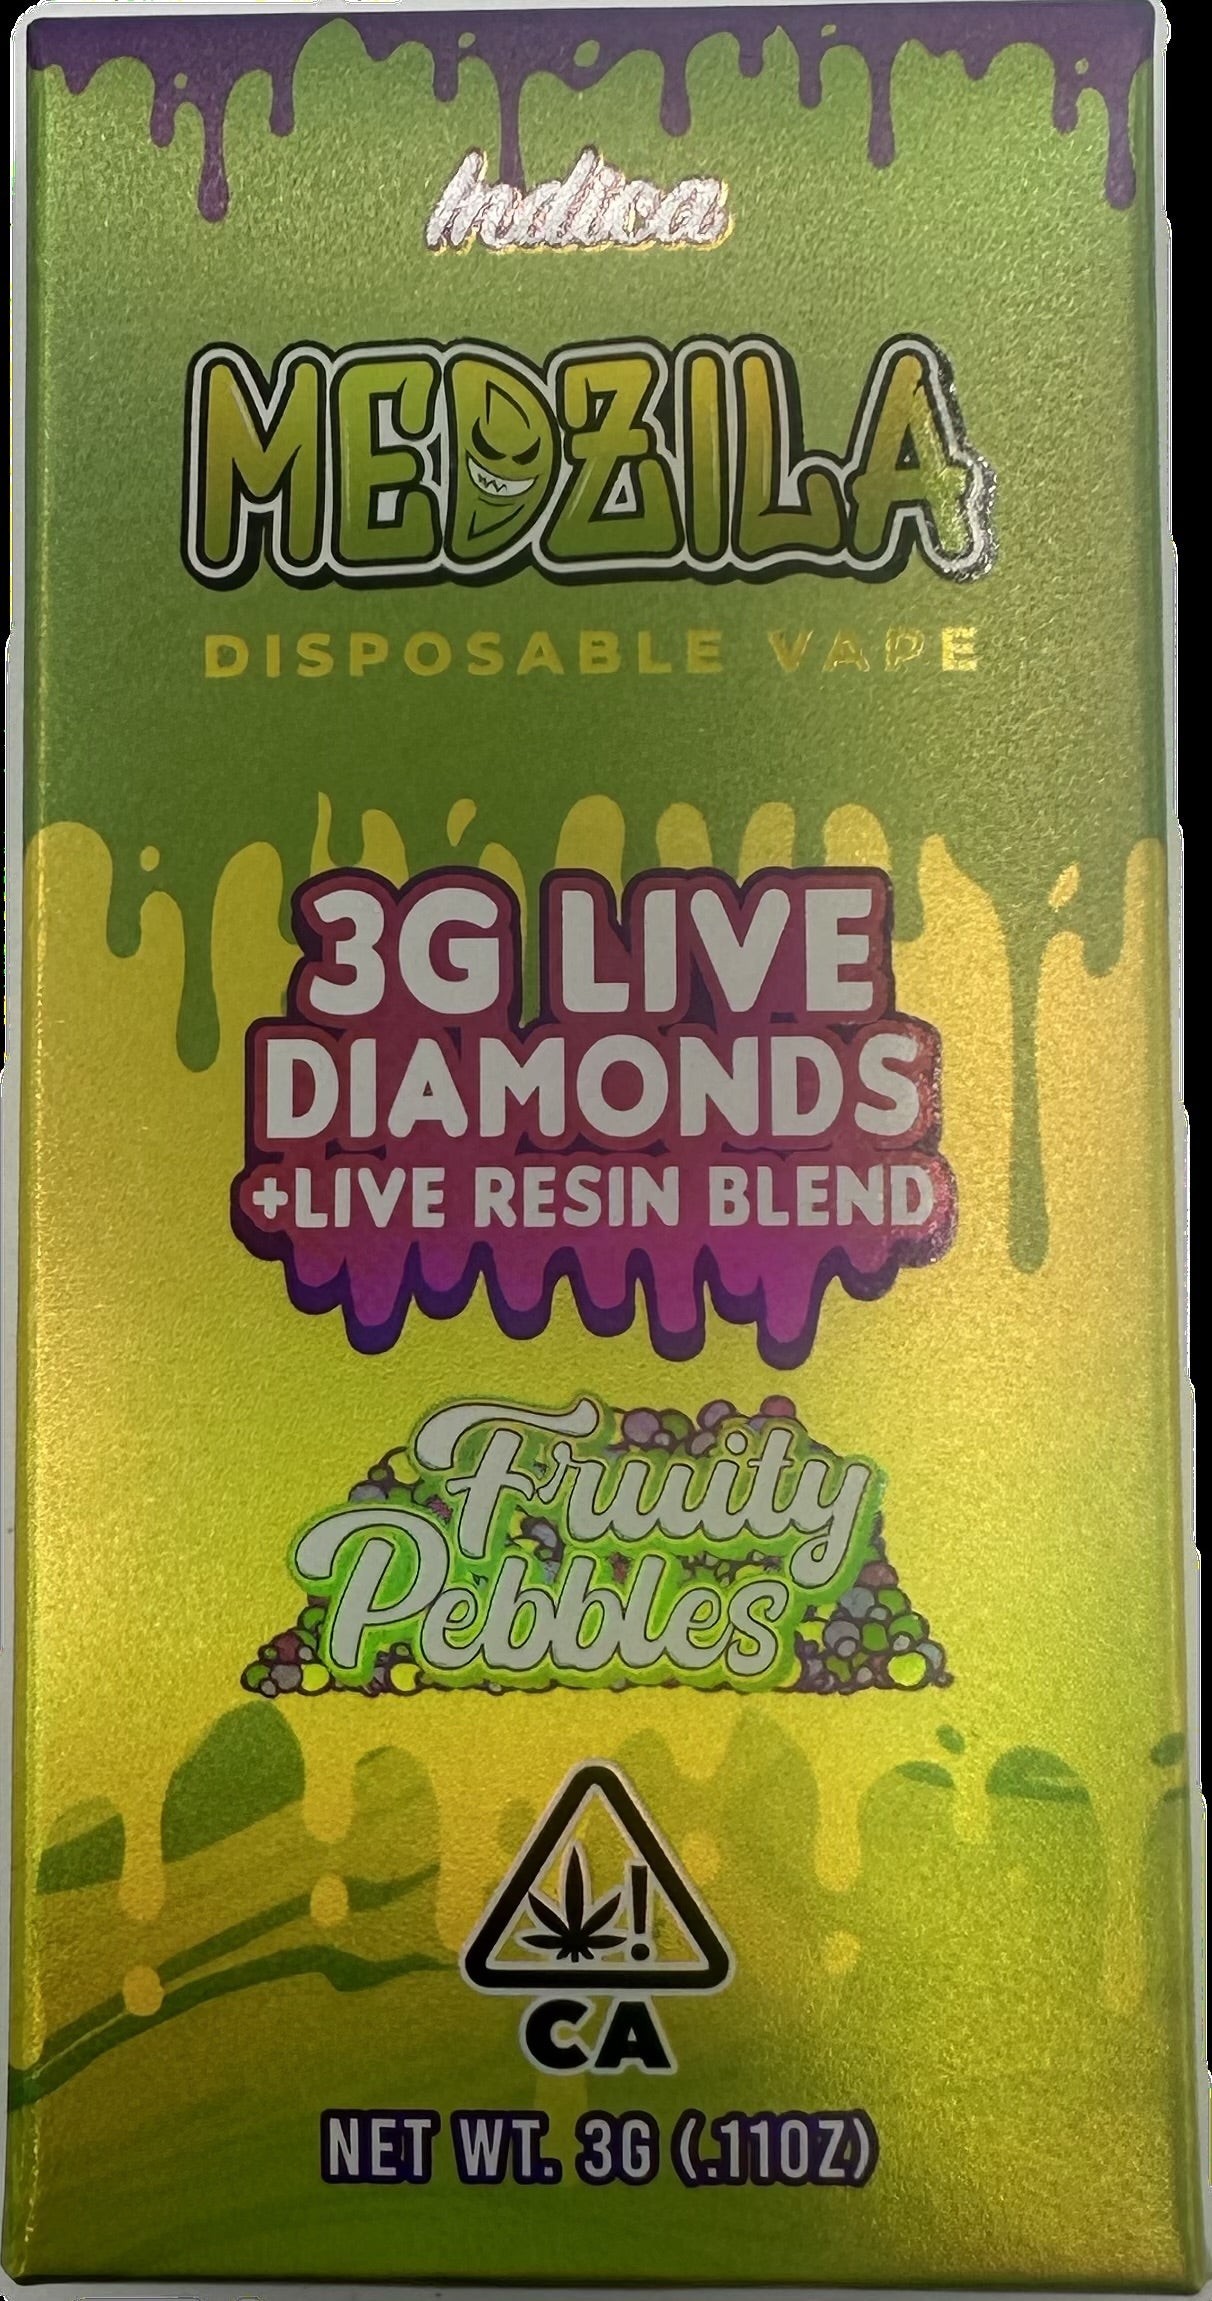 Indica
MEDZILA
DISPOSABLE VAPE
3G LIVE
DIAMONDS
+LIVE RESIN BLEND
Fruity
Pebbles
!
CA
NET WT. 3G (.11OZ)